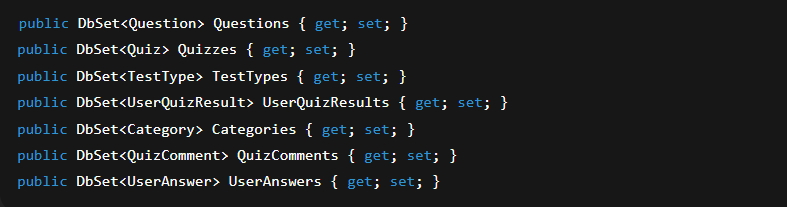 public DbSet<Question> Questions { get; set; }
public DbSet<Quiz> Quizzes { get; set; }
public DbSet<TestType> TestTypes { get; set; }
public DbSet<UserQuizResult> UserQuizResults { get; set; }
public DbSet<Category> Categories { get; set; }
public DbSet<QuizComment> QuizComments { get; set; }
public DbSet<UserAnswer> UserAnswers { get; set; }